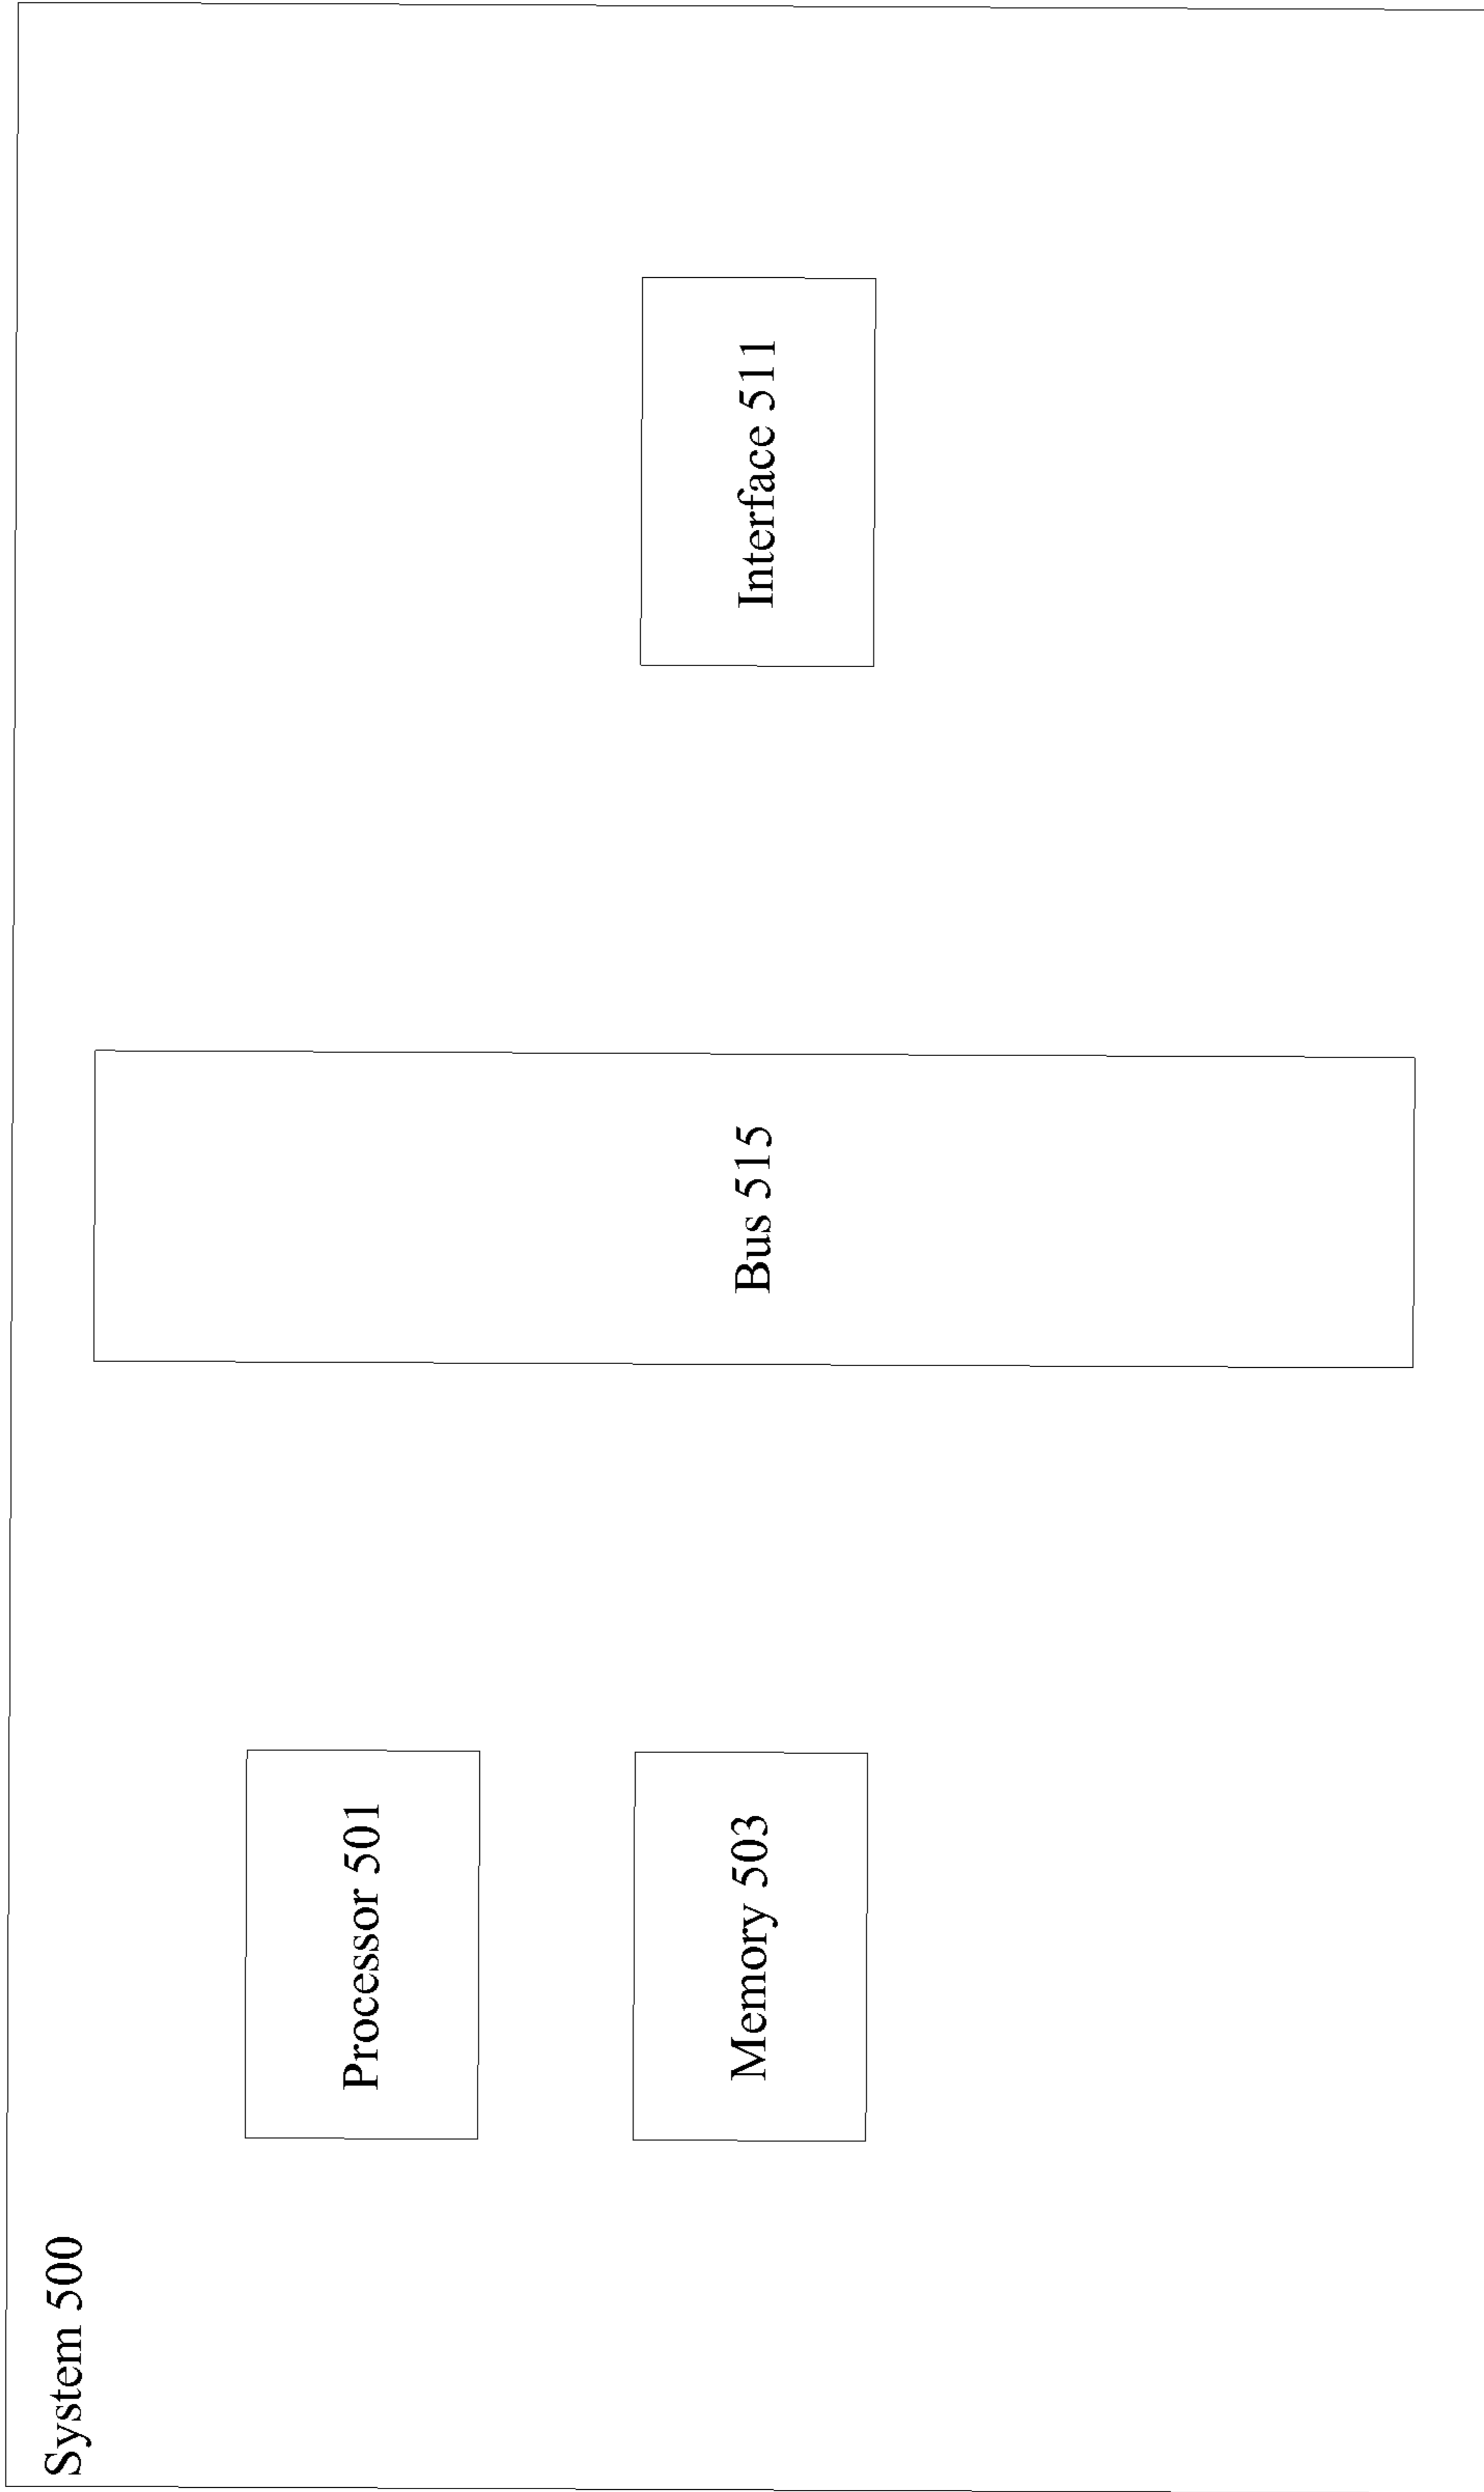 System 500
Processor 501
Memory 503
Bus 515
Interface 511